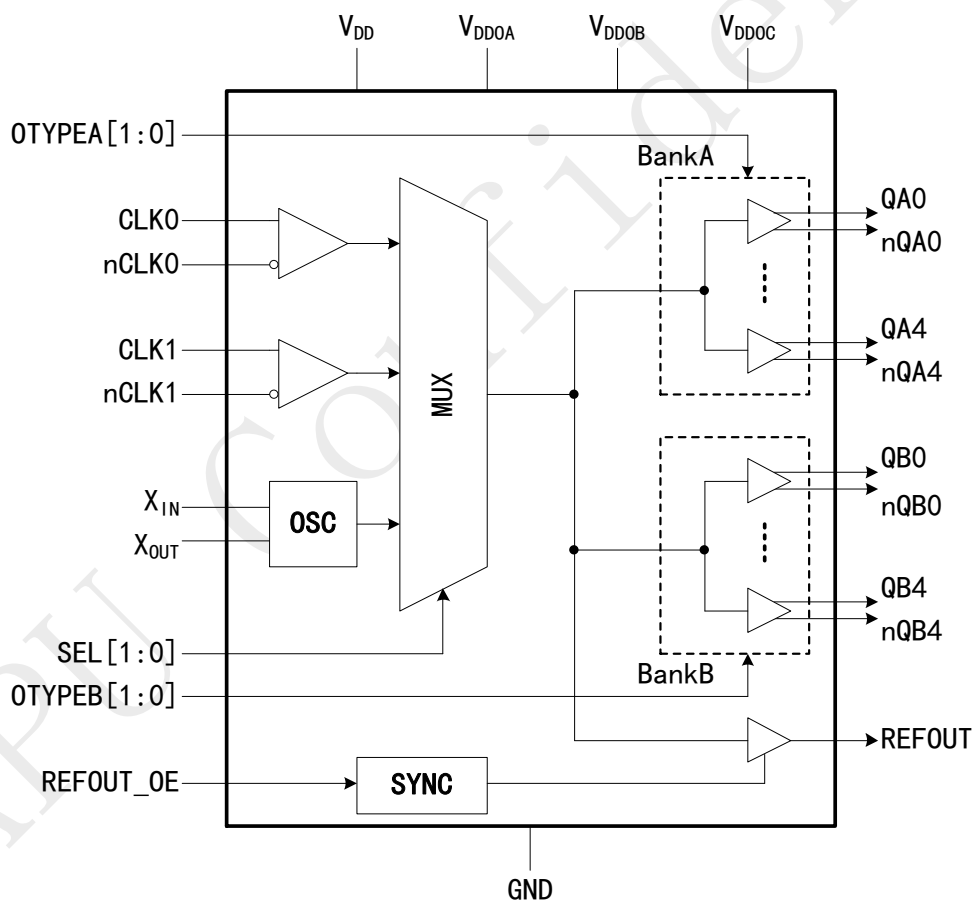 VDD VDDOA VDDOB VDDOC
OTYPEA[1:0]
BankA
CLK0
nCLK0
QA0
nQA0
CLK1
nCLK1
QA4
nQA4
MUX
XIN
XOUT
OSC
QB0
nQB0
QB4
nQB4
SEL[1:0]
OTYPEB[1:0]
BankB
REFOUT
REFOUT_OE
SYNC
GND